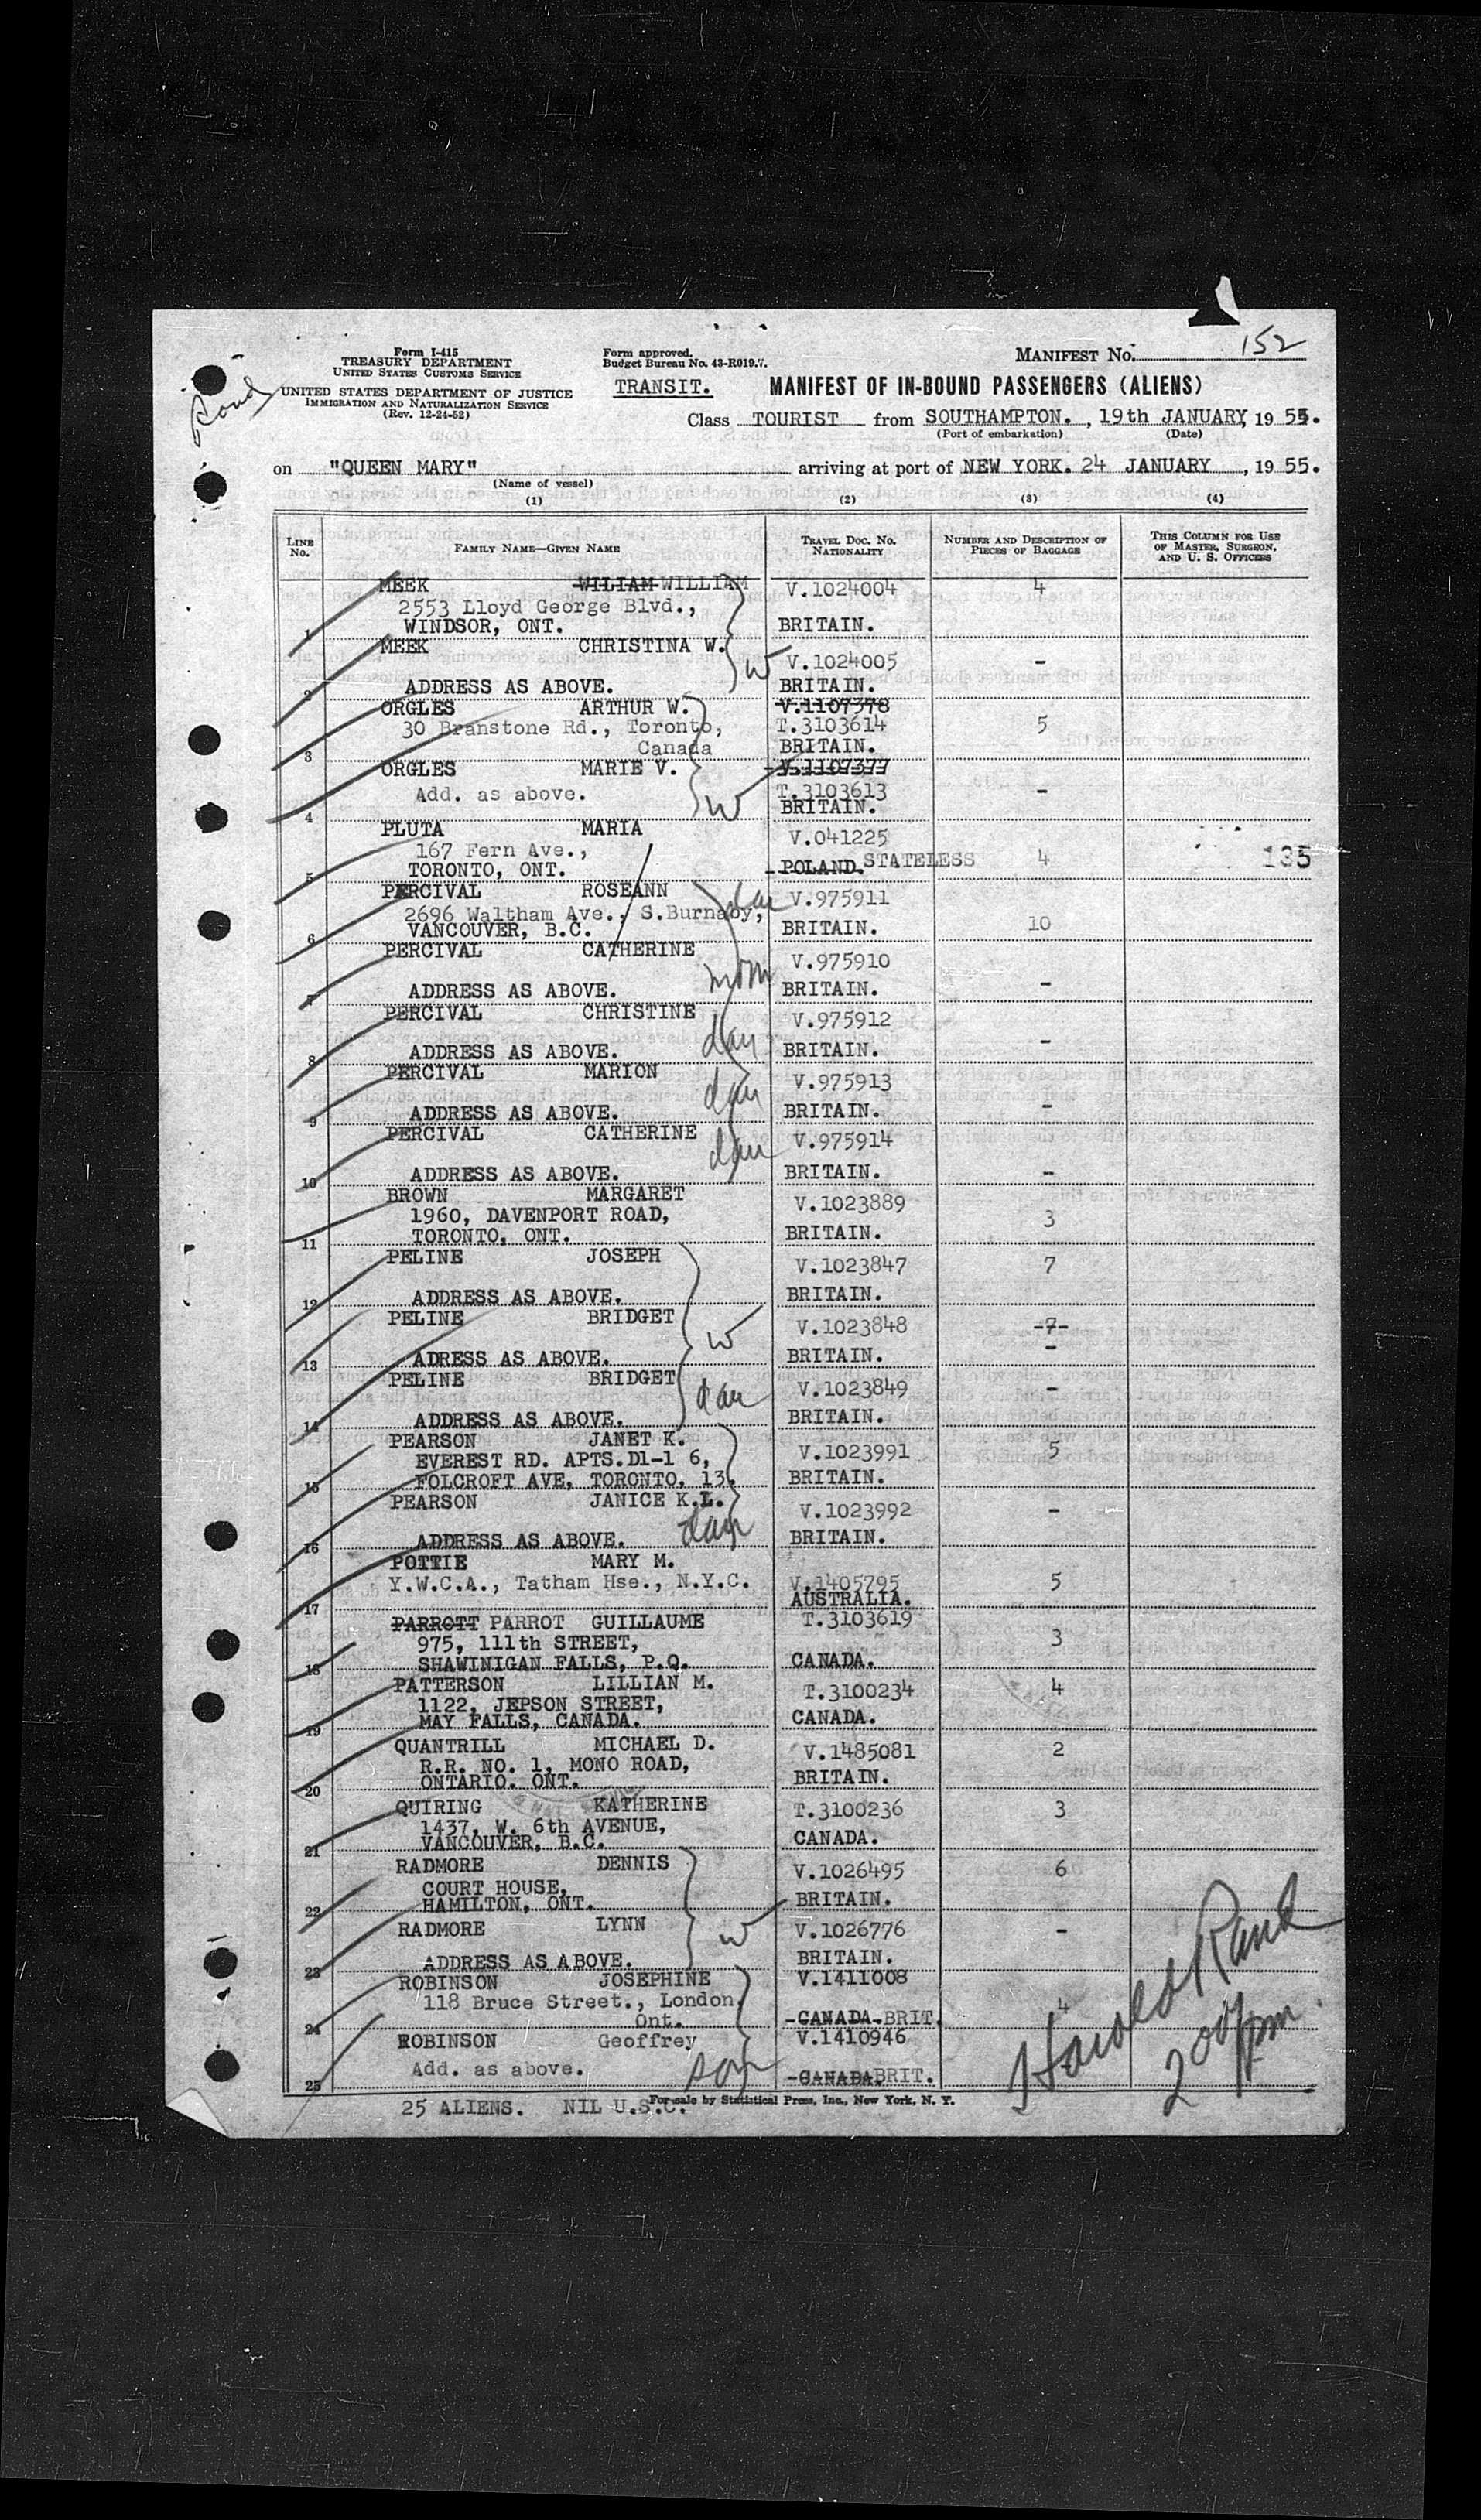 Form I-415
TREASURY DEPARTMENT
UNITED STATES CUSTOMS SERVICE
UNITED STATES DEPARTMENT OF JUSTICE
IMMIGRATION AND NATURALIZATION SERVICE
(Rev. 12-24-52)
Form approved.
Budget Bureau No. 43-R019.7.
MANIFEST No. 152
TRANSIT. MANIFEST OF IN-BOUND PASSENGERS (ALIENS)
Class TOURIST from SOUTHAMPTON. , 19th JANUARY, 1955.
(Port of embarkation) (Date)
on "QUEEN MARY" arriving at port of NEW YORK. 24 JANUARY , 1955.
(Name of vessel)
(1) (2) (3) (4)
LINE No. FAMILY NAME—GIVEN NAME TRAVEL DOC. No. NATIONALITY NUMBER AND DESCRIPTION OF PIECES OF BAGGAGE THIS COLUMN FOR USE OF MASTER, SURGEON, AND U. S. OFFICERS
MEEK WILIAM WILLIAM V.1024004 4
2553 Lloyd George Blvd.,
1 WINDSOR, ONT. BRITAIN.
MEEK CHRISTINA W. W V.1024005 -
2 ADDRESS AS ABOVE. BRITAIN.
ORGLES ARTHUR W. V.1107378
30 Branstone Rd., Toronto, T.3103614 5
3 Canada BRITAIN.
ORGLES MARIE V. V.1107377
Add. as above. W T.3103613 -
4 BRITAIN.
PLUTA MARIA V.041225
167 Fern Ave., 4 135
5 TORONTO, ONT. POLAND. STATELESS
PERCIVAL ROSEANN dau V.975911
2696 Waltham Ave., S.Burnaby, 10
6 VANCOUVER, B.C. BRITAIN.
PERCIVAL CATHERINE mom V.975910
7 ADDRESS AS ABOVE. BRITAIN. -
PERCIVAL CHRISTINE dau V.975912
8 ADDRESS AS ABOVE. BRITAIN. -
PERCIVAL MARION dau V.975913
9 ADDRESS AS ABOVE. BRITAIN. -
PERCIVAL CATHERINE dau V.975914
10 ADDRESS AS ABOVE. BRITAIN. -
BROWN MARGARET V.1023889
1960, DAVENPORT ROAD, 3
11 TORONTO, ONT. BRITAIN.
PELINE JOSEPH V.1023847 7
12 ADDRESS AS ABOVE. BRITAIN.
PELINE BRIDGET W V.1023848 -7-
13 ADRESS AS ABOVE. BRITAIN. -
PELINE BRIDGET dau V.1023849 -
14 ADDRESS AS ABOVE. BRITAIN.
PEARSON JANET K. V.1023991 5
EVEREST RD. APTS.D1-1 6,
15 FOLCROFT AVE, TORONTO, 13. BRITAIN.
PEARSON JANICE K.L. V.1023992 -
16 ADDRESS AS ABOVE. dau BRITAIN.
POTTIE MARY M.
Y.W.C.A., Tatham Hse., N.Y.C. V.1405795 5
17 AUSTRALIA.
PARROTT PARROT GUILLAUME T.3103619
975, 111th STREET, 3
18 SHAWINIGAN FALLS, P.Q. CANADA.
PATTERSON LILLIAN M. T.3100234 4
1122, JEPSON STREET,
19 MAY FALLS, CANADA. CANADA.
QUANTRILL MICHAEL D. V.1485081 2
R.R. NO. 1, MONO ROAD,
20 ONTARIO. ONT. BRITAIN.
QUIRING KATHERINE T.3100236 3
1437, W. 6th AVENUE,
21 VANCOUVER, B.C. CANADA.
RADMORE DENNIS V.1026495 6
COURT HOUSE,
22 HAMILTON, ONT. BRITAIN.
RADMORE LYNN W V.1026776 -
23 ADDRESS AS ABOVE. BRITAIN.
ROBINSON JOSEPHINE V.1411008
118 Bruce Street., London, 4
24 Ont. CANADA. BRIT.
ROBINSON Geoffrey V.1410946
Add. as above. son
25 CANADA. BRIT.
Harold Rand
200 pm
25 ALIENS. NIL U.S.C. For sale by Statistical Press, Inc., New York, N. Y.